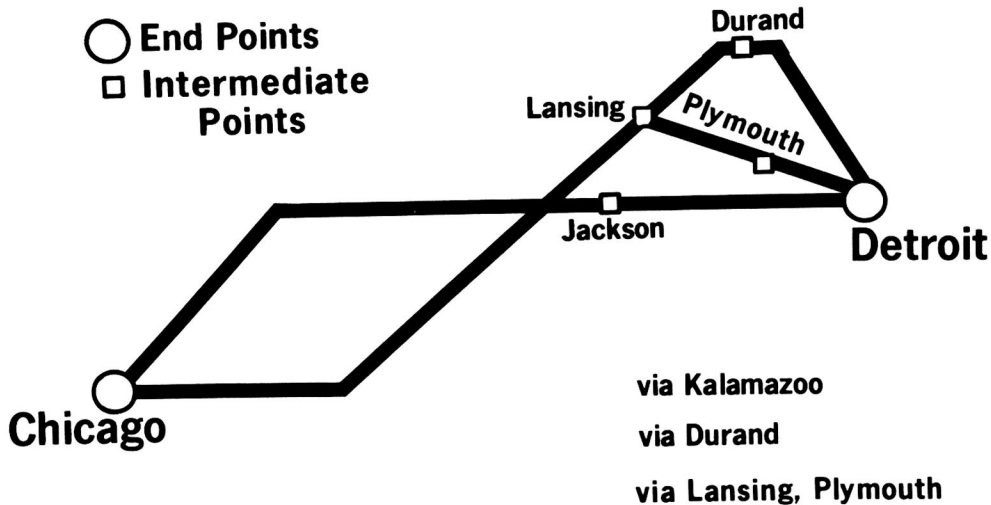 End Points
Intermediate
Points
Durand
Lansing
Plymouth
Jackson
Detroit
Chicago
via Kalamazoo
via Durand
via Lansing, Plymouth